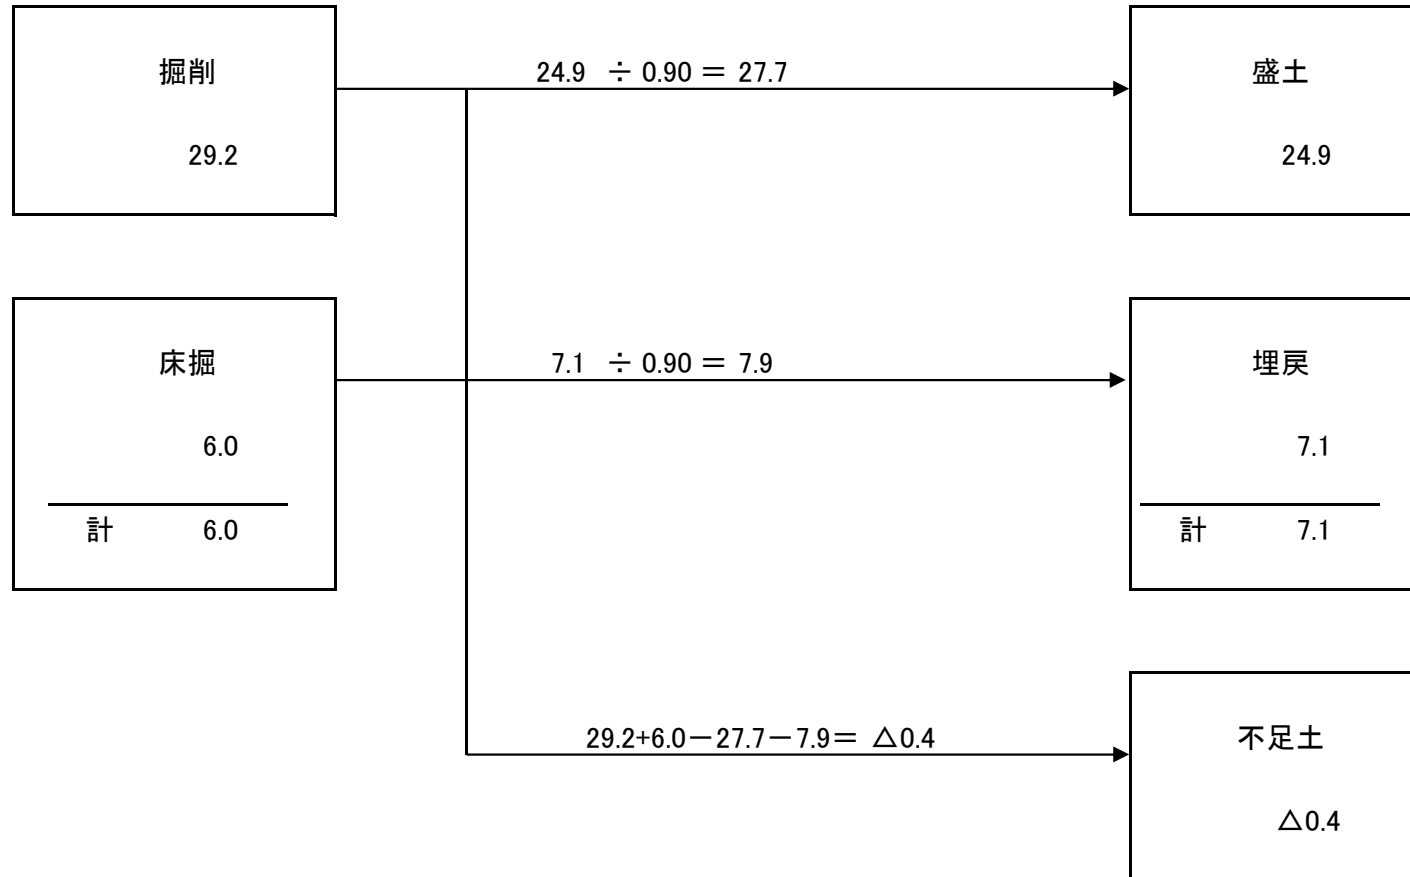 掘削
24.9 ÷ 0.90 ＝ 27.7
盛土
29.2
24.9
床掘
7.1 ÷ 0.90 ＝ 7.9
埋戻
6.0
7.1
計 6.0
計 7.1
29.2+6.0－27.7－7.9＝ △0.4
不足土
△0.4